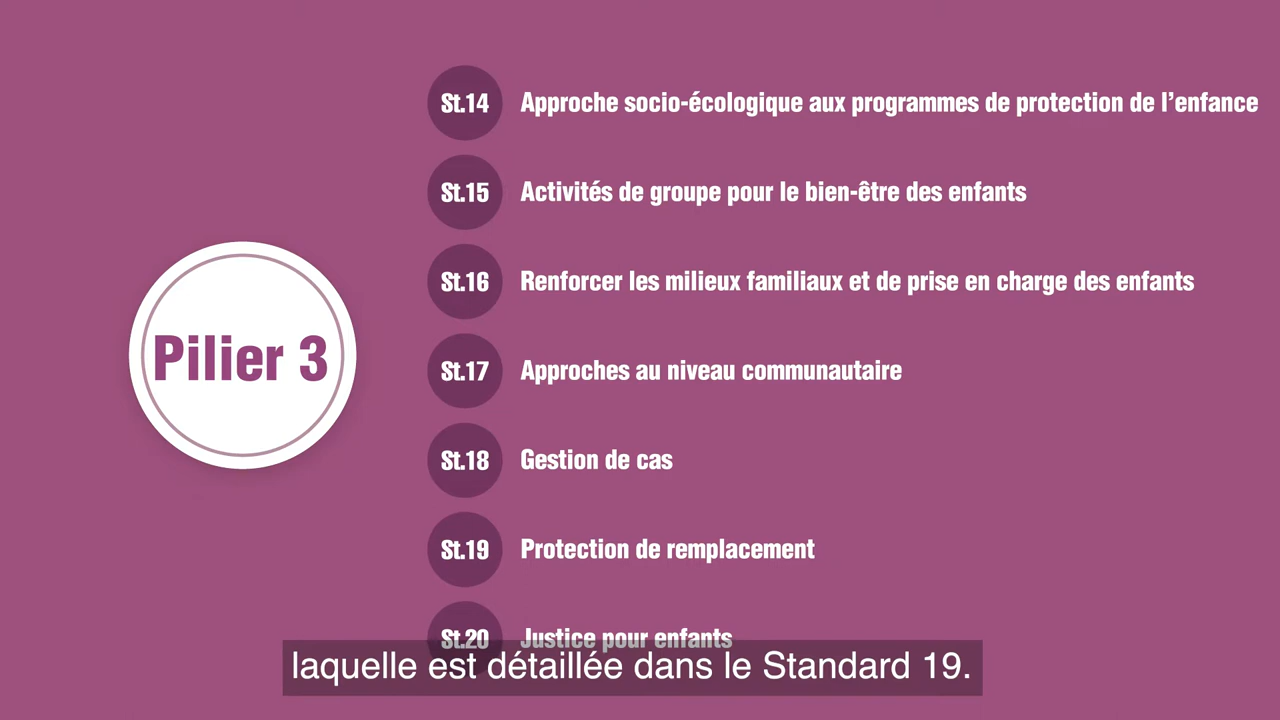 Pilier 3
St.14 Approche socio-écologique aux programmes de protection de l'enfance
St.15 Activités de groupe pour le bien-être des enfants
St.16 Renforcer les milieux familiaux et de prise en charge des enfants
St.17 Approches au niveau communautaire
St.18 Gestion de cas
St.19 Protection de remplacement
St.20 Justice pour enfants
laquelle est détaillée dans le Standard 19.